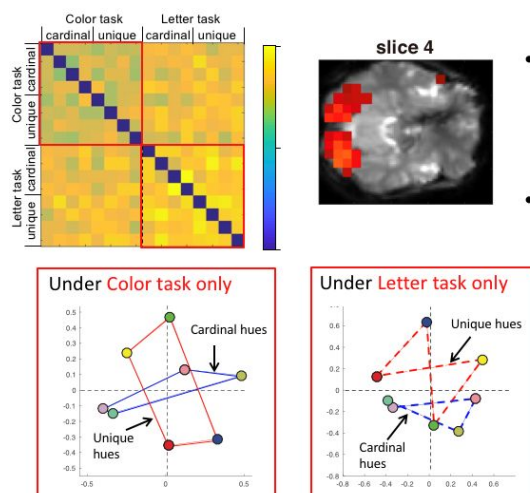 Color task Letter task
cardinal unique cardinal unique
Color task
cardinal
unique
Letter task
cardinal
unique
slice 4
•
•
Under Color task only
Cardinal hues
Unique
hues
0.5
0.4
0.3
0.2
0.1
0
-0.1
-0.2
-0.3
-0.4
-0.5
-0.5 0 0.5
Under Letter task only
Unique hues
Cardinal
hues
0.8
0.6
0.4
0.2
0
-0.2
-0.4
-0.6
-0.8
-0.8 -0.4 0 0.4 0.8